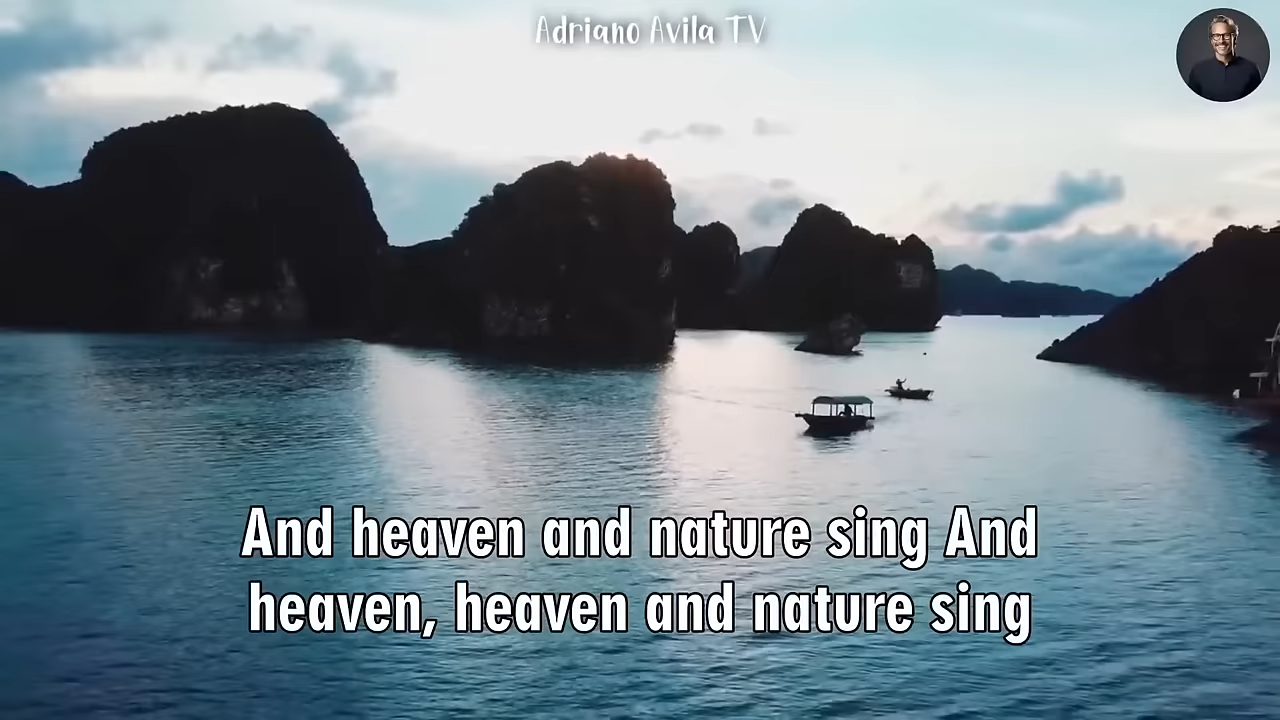 Adriano Avila TV
And heaven and nature sing And
heaven, heaven and nature sing